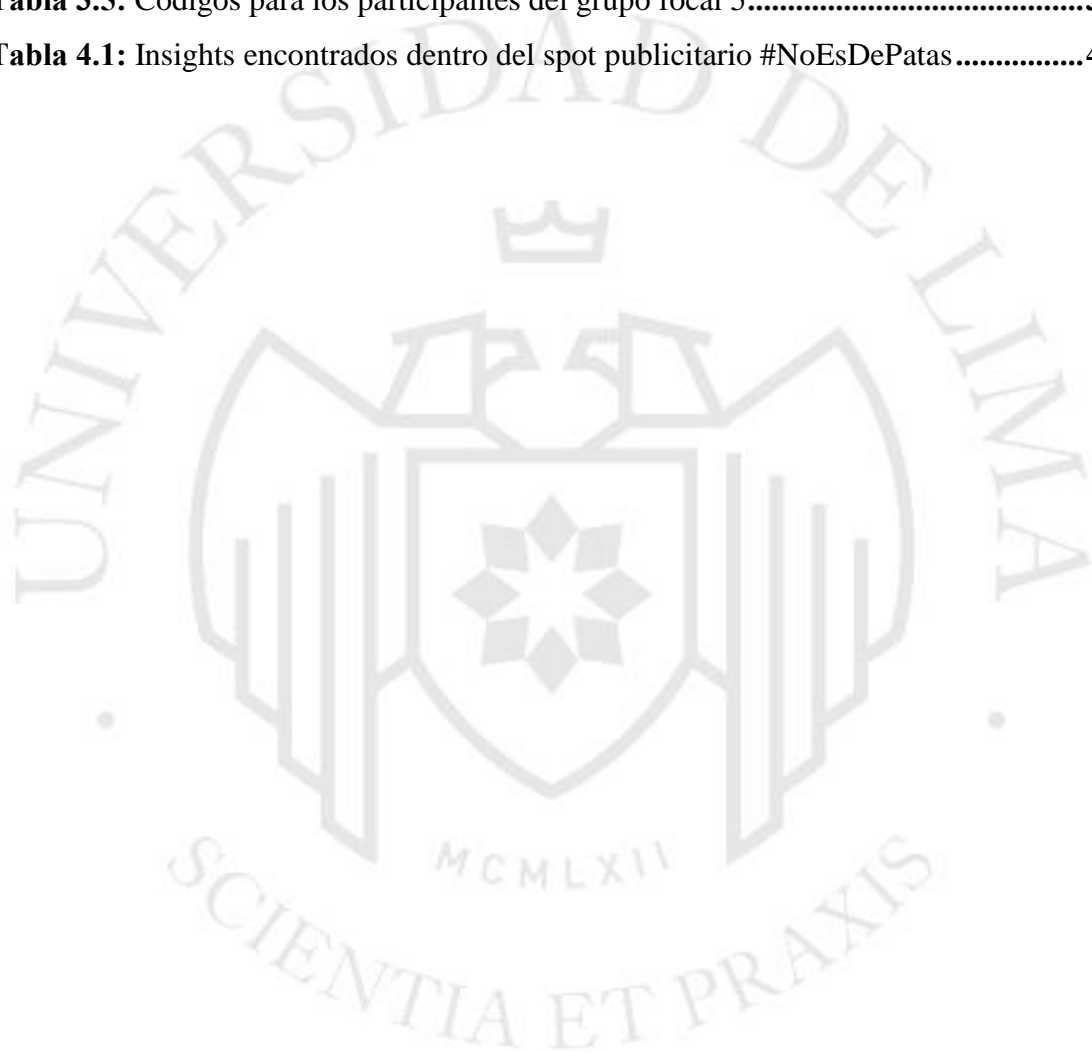 Tabla 3.3: Códigos para los participantes del grupo focal 3
Tabla 4.1: Insights encontrados dentro del spot publicitario #NoEsDePatas................4
UNIVERSIDAD DE LIMA
MCMLXII
SCIENTIA ET PRAXIS